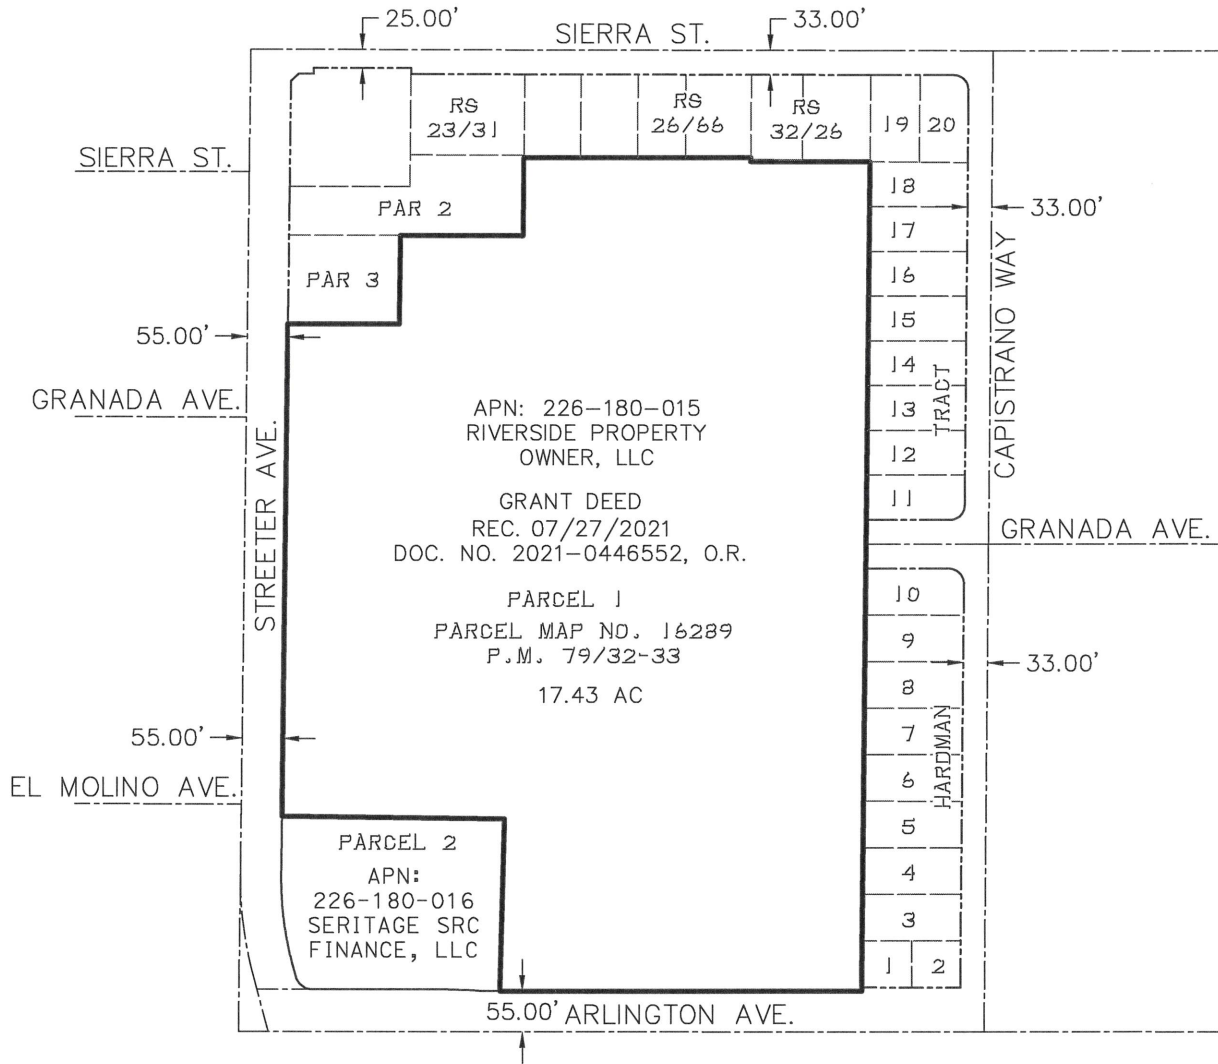 25.00'
33.00'
SIERRA ST.
RS
23/31
RS
26/66
RS
32/26
19
20
SIERRA ST.
18
PAR 2
33.00'
17
PAR 3
16
15
55.00'
14
GRANADA AVE.
13
12
11
TRACT
CAPISTRANO WAY
STREETER AVE.
APN: 226-180-015
RIVERSIDE PROPERTY
OWNER, LLC
GRANT DEED
REC. 07/27/2021
DOC. NO. 2021-0446552, O.R.
PARCEL 1
PARCEL MAP NO. 16289
P.M. 79/32-33
17.43 AC
GRANADA AVE.
10
9
33.00'
8
7
HARDMAN
55.00'
6
EL MOLINO AVE.
5
4
3
1
2
PARCEL 2
APN:
226-180-016
SERITAGE SRC
FINANCE, LLC
55.00'
ARLINGTON AVE.